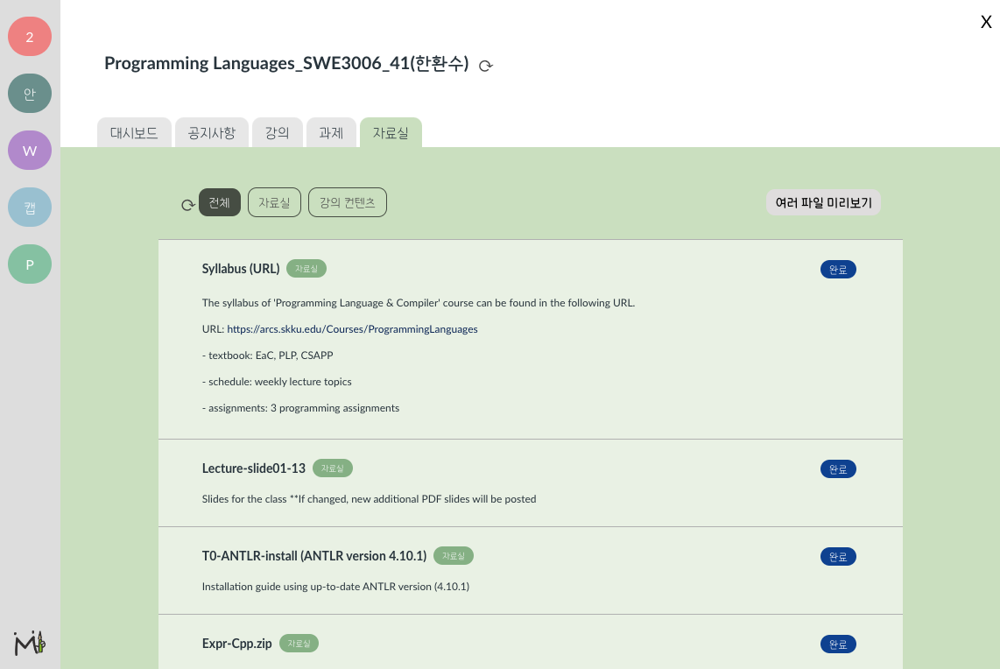 X
2
안
W
캡
P
Programming Languages_SWE3006_41(한환수)
대시보드 공지사항 강의 과제 자료실
전체 자료실 강의 컨텐츠 여러 파일 미리보기
Syllabus (URL) 자료실 완료
The syllabus of 'Programming Language & Compiler' course can be found in the following URL.
URL: https://arcs.skku.edu/Courses/ProgrammingLanguages
- textbook: EaC, PLP, CSAPP
- schedule: weekly lecture topics
- assignments: 3 programming assignments
Lecture-slide01-13 자료실 완료
Slides for the class **If changed, new additional PDF slides will be posted
T0-ANTLR-install (ANTLR version 4.10.1) 자료실 완료
Installation guide using up-to-date ANTLR version (4.10.1)
Expr-Cpp.zip 자료실 완료